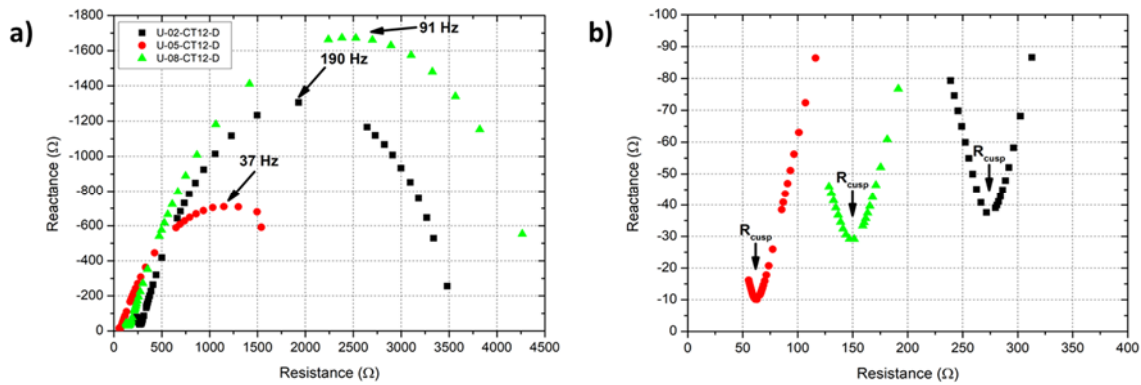 a)
U-02-CT12-D
U-05-CT12-D
U-08-CT12-D
91 Hz
190 Hz
37 Hz
-1800
-1600
-1400
-1200
-1000
-800
-600
-400
-200
0
0 500 1000 1500 2000 2500 3000 3500 4000 4500
Reactance (Ω)
Resistance (Ω)
b)
-100
-90
-80
-70
-60
-50
-40
-30
-20
-10
0
0 50 100 150 200 250 300 350 400
Reactance (Ω)
Resistance (Ω)
Rcusp
Rcusp
Rcusp